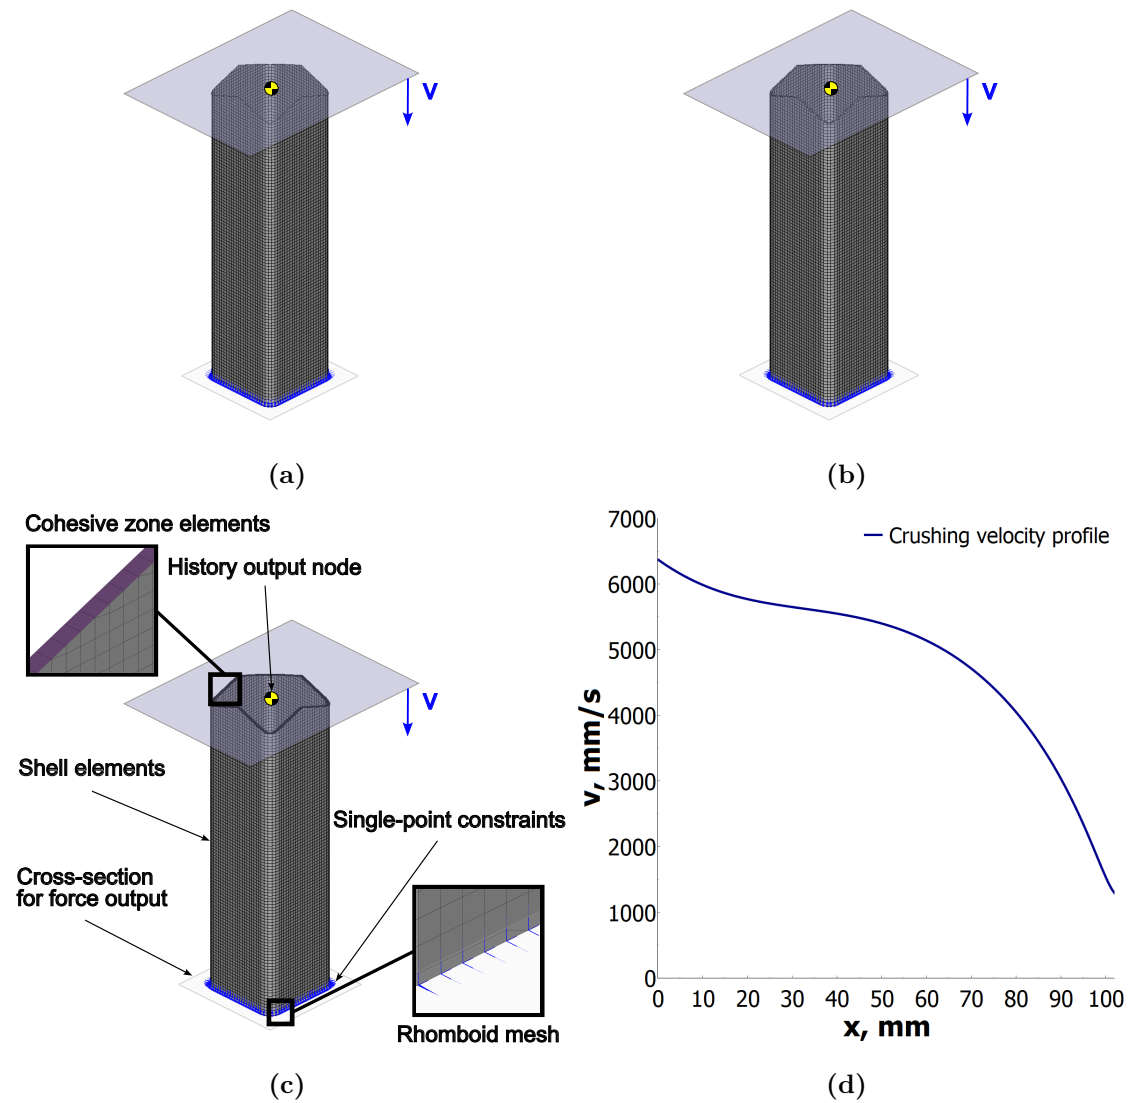 V
V
(a)
(b)
Cohesive zone elements
History output node
V
Shell elements
Single-point constraints
Cross-section
for force output
Rhomboid mesh
(c)
7000
6000
5000
4000
3000
2000
1000
0
v, mm/s
Crushing velocity profile
0 10 20 30 40 50 60 70 80 90 100
x, mm
(d)